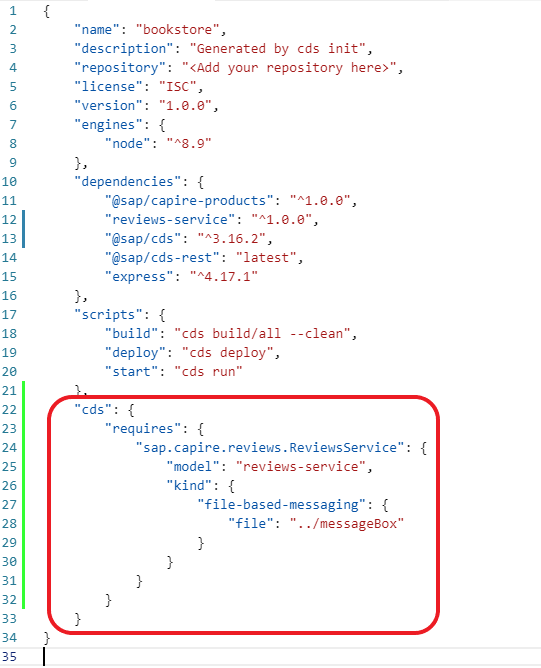 1 {
2     "name": "bookstore",
3     "description": "Generated by cds init",
4     "repository": "<Add your repository here>",
5     "license": "ISC",
6     "version": "1.0.0",
7     "engines": {
8         "node": "^8.9"
9     },
10     "dependencies": {
11         "@sap/capire-products": "^1.0.0",
12         "reviews-service": "^1.0.0",
13         "@sap/cds": "^3.16.2",
14         "@sap/cds-rest": "latest",
15         "express": "^4.17.1"
16     },
17     "scripts": {
18         "build": "cds build/all --clean",
19         "deploy": "cds deploy",
20         "start": "cds run"
21     },
22     "cds": {
23         "requires": {
24             "sap.capire.reviews.ReviewsService": {
25                 "model": "reviews-service",
26                 "kind": {
27                     "file-based-messaging": {
28                         "file": "../messageBox"
29                     }
30                 }
31             }
32         }
33     }
34 }
35